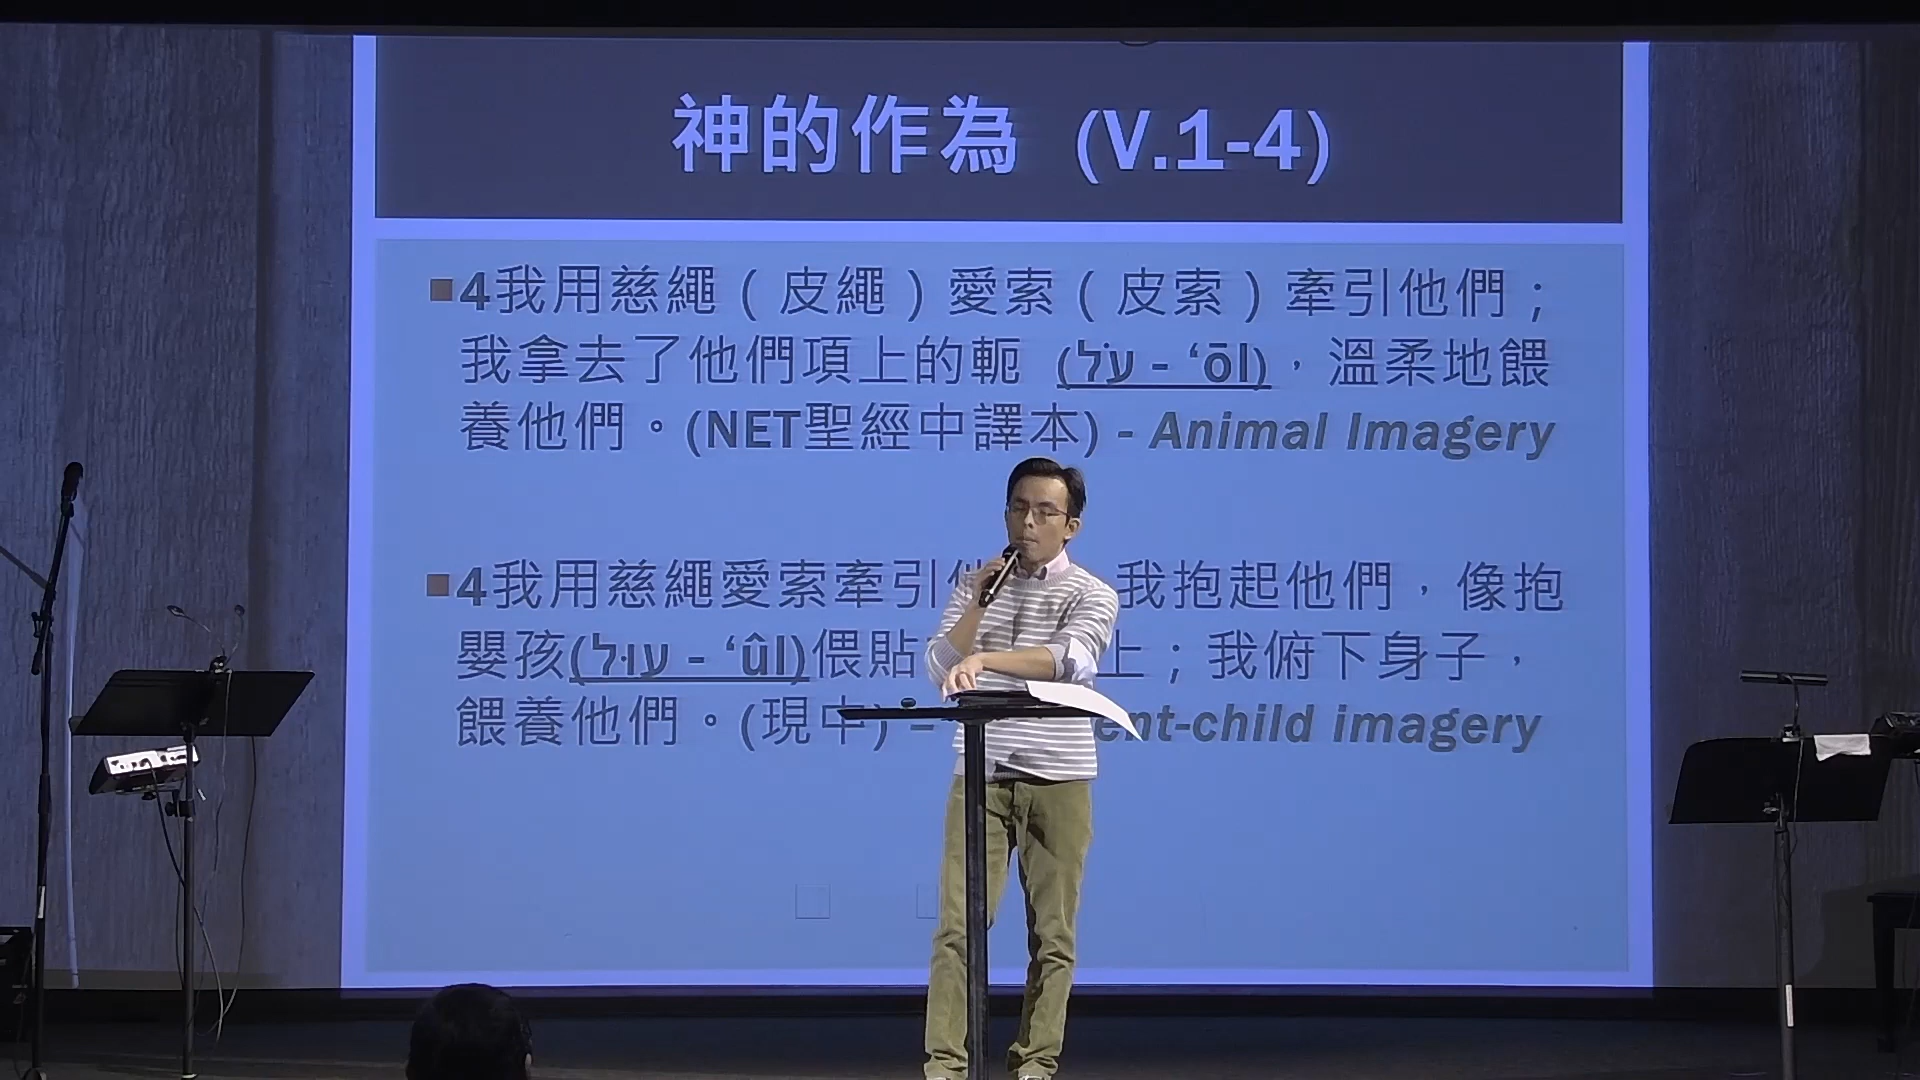 神的作為 (V.1-4)
■4我用慈繩（皮繩）愛索（皮索）牽引他們；
我拿去了他們項上的軛 (עֹל - ‘ōl)，溫柔地餵
養他們。(NET聖經中譯本) - Animal Imagery
■4我用慈繩愛索牽引 我抱起他們，像抱
嬰孩(עוּל - ‘ûl)偎貼 上；我俯下身子，
餵養他們。(現中) – ent-child imagery